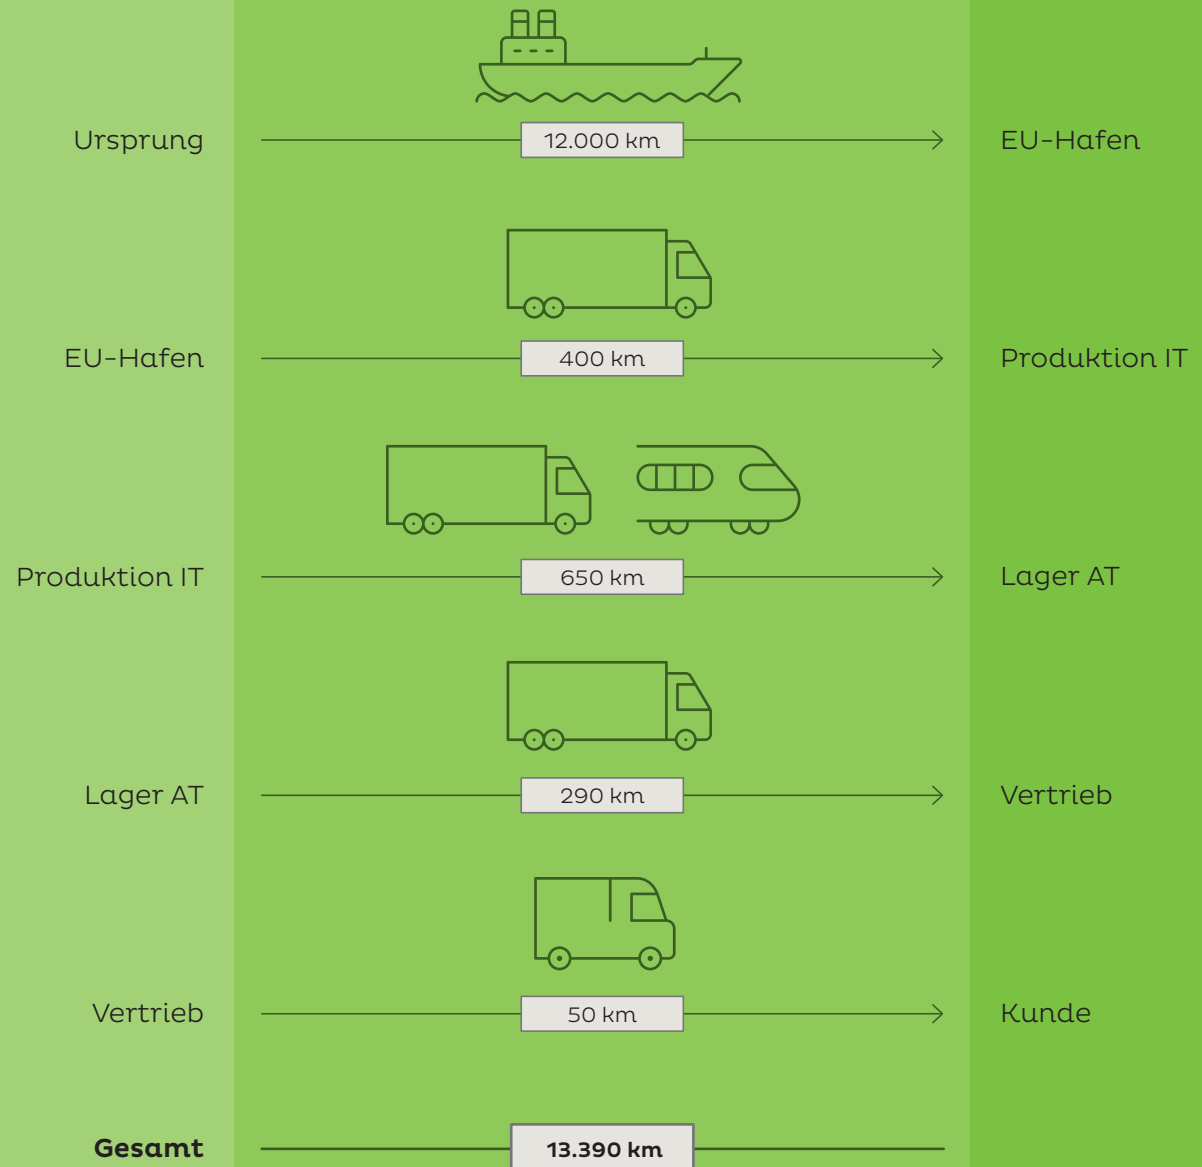 Ursprung 12.000 km EU-Hafen
EU-Hafen 400 km Produktion IT
Produktion IT 650 km Lager AT
Lager AT 290 km Vertrieb
Vertrieb 50 km Kunde
Gesamt 13.390 km